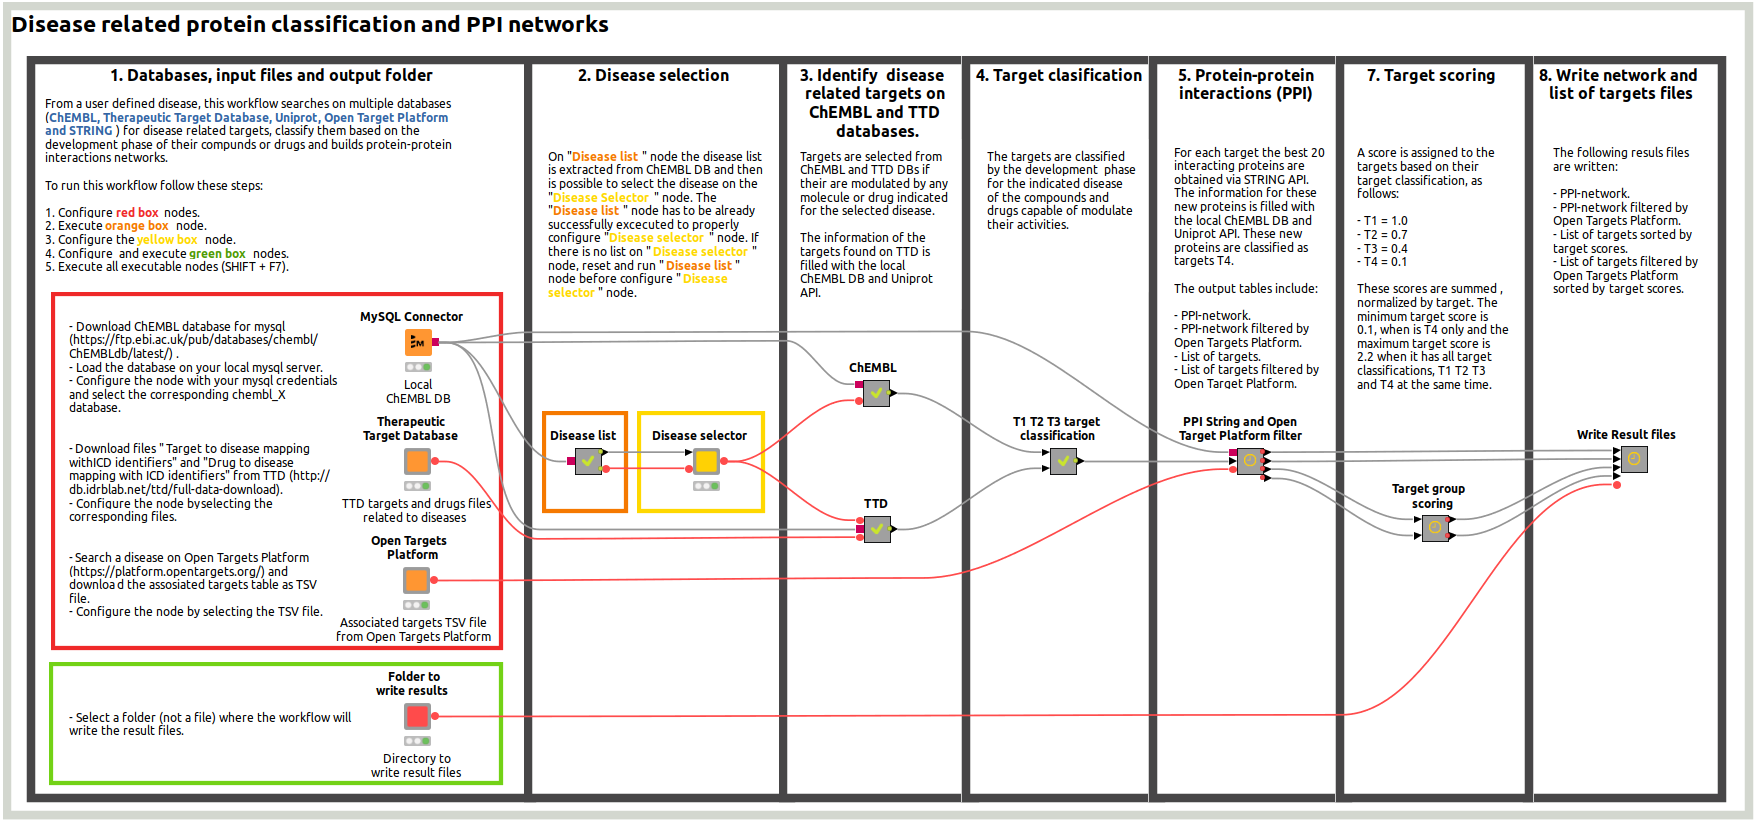 Disease related protein classification and PPI networks
1. Databases, input files and output folder
From a user defined disease, this workflow searches on multiple databases
(ChEMBL, Therapeutic Target Database, Uniprot, Open Target Platform
and STRING ) for disease related targets, classify them based on the
development phase of their compunds or drugs and builds protein-protein
interactions networks.
To run this workflow follow these steps:
1. Configure red box nodes.
2. Execute orange box node.
3. Configure the yellow box node.
4. Configure and execute green box nodes.
5. Execute all executable nodes (SHIFT + F7).
- Download ChEMBL database for mysql
(https://ftp.ebi.ac.uk/pub/databases/chembl/
ChEMBLdb/latest/) .
- Load the database on your local mysql server.
- Configure the node with your mysql credentials
and select the corresponding chembl_X
database.
MySQL Connector
Local
ChEMBL DB
- Download files " Target to disease mapping
withICD identifiers" and "Drug to disease
mapping with ICD identifiers" from TTD (http://
db.idrblab.net/ttd/full-data-download).
- Configure the node byselecting the
corresponding files.
Therapeutic
Target Database
TTD targets and drugs files
related to diseases
- Search a disease on Open Targets Platform
(https://platform.opentargets.org/) and
download the assosiated targets table as TSV
file.
- Configure the node by selecting the TSV file.
Open Targets
Platform
Associated targets TSV file
from Open Targets Platform
- Select a folder (not a file) where the workflow will
write the result files.
Folder to
write results
Directory to
write result files
2. Disease selection
On "Disease list " node the disease list
is extracted from ChEMBL DB and then
is possible to select the disease on the
"Disease Selector " node. The
"Disease list " node has to be already
successfully excecuted to properly
configure "Disease selector " node. If
there is no list on " Disease selector "
node, reset and run " Disease list "
node before configure " Disease
selector " node.
Disease list
Disease selector
3. Identify disease
related targets on
ChEMBL and TTD
databases.
Targets are selected from
ChEMBL and TTD DBs if
their are modulated by any
molecule or drug indicated
for the selected disease.
The information of the
targets found on TTD is
filled with the local
ChEMBL DB and Uniprot
API.
ChEMBL
TTD
4. Target clasification
The targets are classified
by the development phase
for the indicated disease
of the compounds and
drugs capable of modulate
their activities.
T1 T2 T3 target
classification
5. Protein-protein
interactions (PPI)
For each target the best 20
interacting proteins are
obtained via STRING API.
The information for these
new proteins is filled with
the local ChEMBL DB and
Uniprot API. These new
proteins are classified as
targets T4.
The output tables include:
- PPI-network.
- PPI-network filtered by
Open Targets Platform.
- List of targets.
- List of targets filtered by
Open Target Platform.
PPI String and Open
Target Platform filter
7. Target scoring
A score is assigned to the
targets based on their
target classification, as
follows:
- T1 = 1.0
- T2 = 0.7
- T3 = 0.4
- T4 = 0.1
These scores are summed ,
normalized by target. The
minimum target score is
0.1, when is T4 only and the
maximum target score is
2.2 when it has all target
classifications, T1 T2 T3
and T4 at the same time.
Target group
scoring
8. Write network and
list of targets files
The following resuls files
are written:
- PPI-network.
- PPI-network filtered by
Open Targets Platform.
- List of targets sorted by
target scores.
- List of targets filtered by
Open Targets Platform
sorted by target scores.
Write Result files